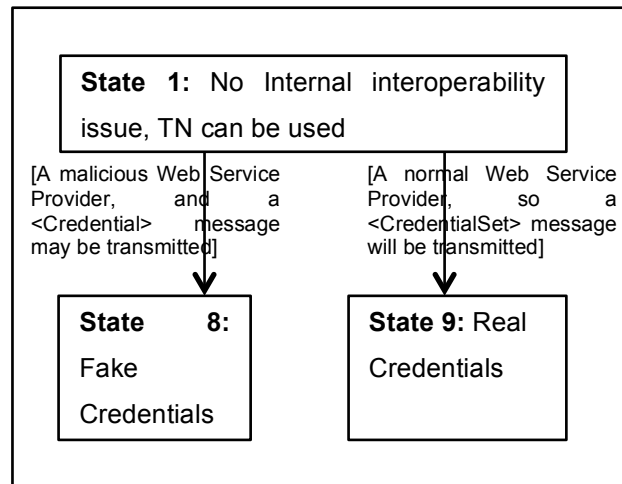 State 1: No Internal interoperability
issue, TN can be used
[A malicious Web Service
Provider, and a
<Credential> message
may be transmitted]
[A normal Web Service
Provider, so a
<CredentialSet> message
will be transmitted]
State 8:
Fake
Credentials
State 9: Real
Credentials